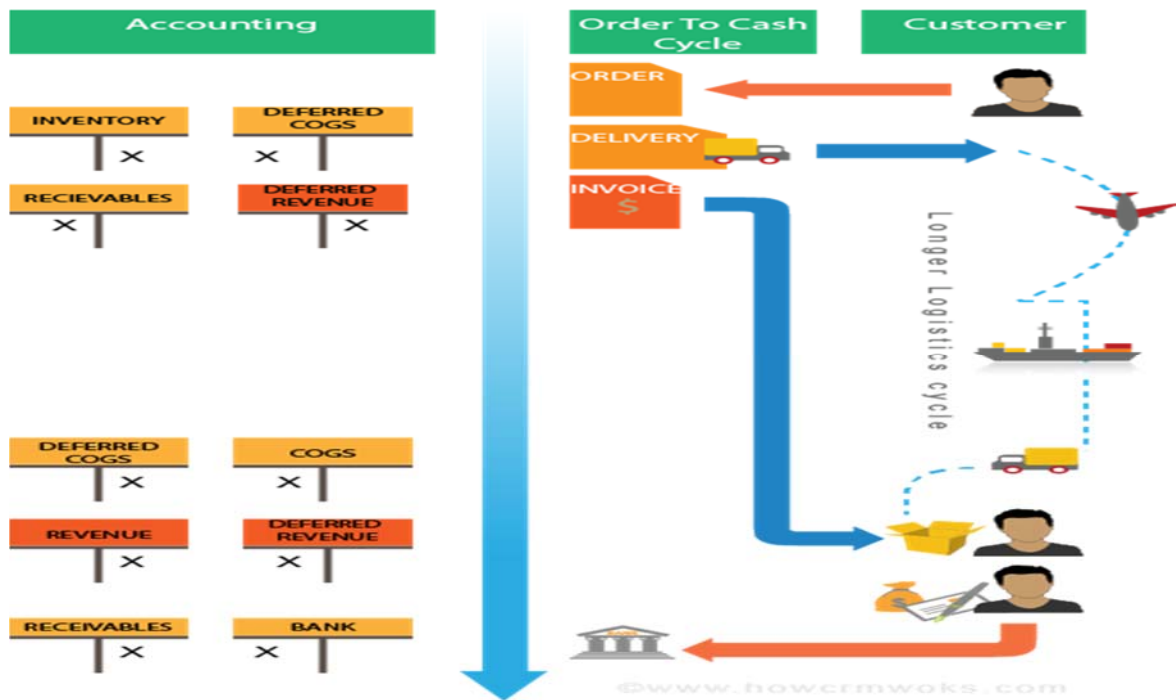 Accounting
Order To Cash
Cycle
Customer
ORDER
INVENTORY
DEFERRED
COGS
DELIVERY
RECIEVABLES
DEFERRED
REVENUE
INVOICE
$
Longer Logistics cycle
DEFERRED
COGS
COGS
REVENUE
DEFERRED
REVENUE
$
RECEIVABLES
BANK
BANK
©www.howcrmwoks.com